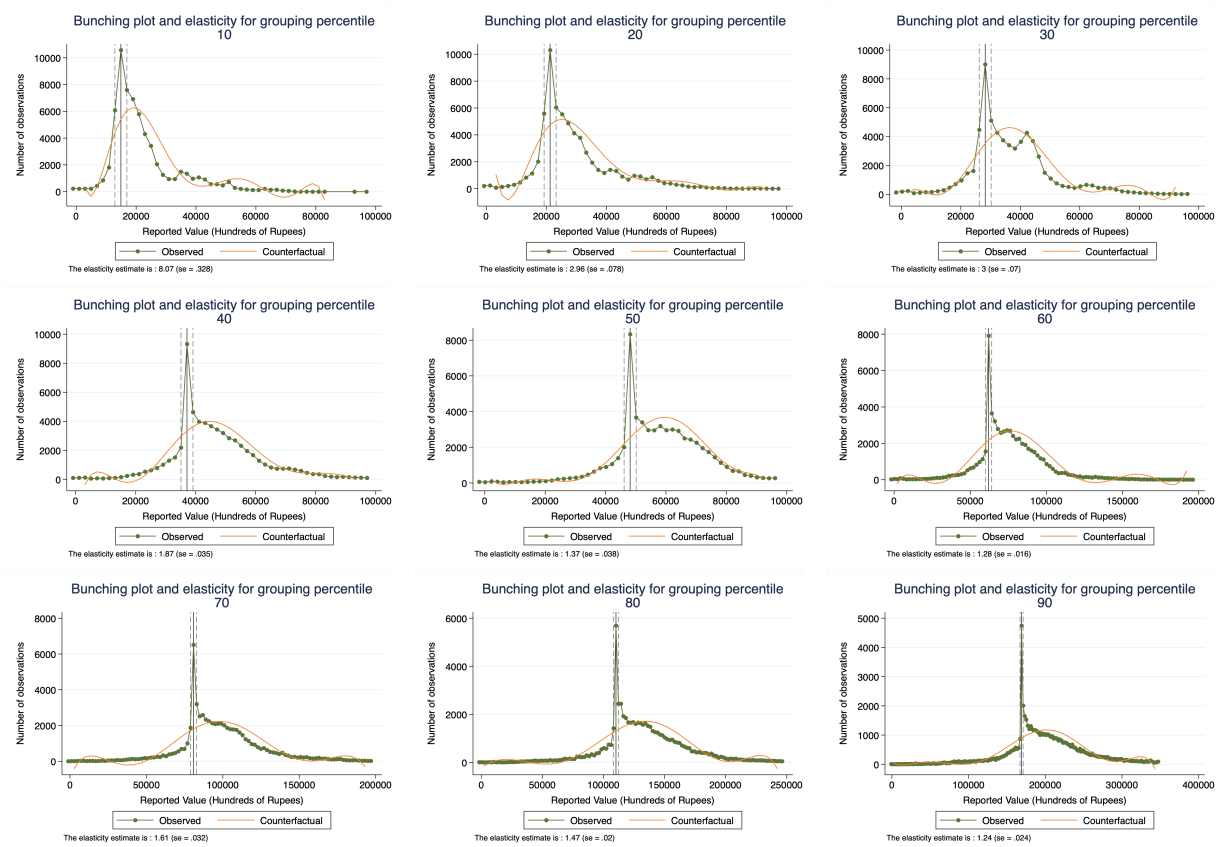 Bunching plot and elasticity for grouping percentile
10
Number of observations
10000
8000
6000
4000
2000
0
0 20000 40000 60000 80000 100000
Reported Value (Hundreds of Rupees)
Observed Counterfactual
The elasticity estimate is : 8.07 (se = .328)
Bunching plot and elasticity for grouping percentile
20
Number of observations
10000
8000
6000
4000
2000
0
0 20000 40000 60000 80000 100000
Reported Value (Hundreds of Rupees)
Observed Counterfactual
The elasticity estimate is : 2.96 (se = .078)
Bunching plot and elasticity for grouping percentile
30
Number of observations
10000
8000
6000
4000
2000
0
0 20000 40000 60000 80000 100000
Reported Value (Hundreds of Rupees)
Observed Counterfactual
The elasticity estimate is : 3 (se = .07)
Bunching plot and elasticity for grouping percentile
40
Number of observations
10000
8000
6000
4000
2000
0
0 20000 40000 60000 80000 100000
Reported Value (Hundreds of Rupees)
Observed Counterfactual
The elasticity estimate is : 1.87 (se = .035)
Bunching plot and elasticity for grouping percentile
50
Number of observations
8000
6000
4000
2000
0
0 20000 40000 60000 80000 100000
Reported Value (Hundreds of Rupees)
Observed Counterfactual
The elasticity estimate is : 1.37 (se = .038)
Bunching plot and elasticity for grouping percentile
60
Number of observations
8000
6000
4000
2000
0
0 50000 100000 150000 200000
Reported Value (Hundreds of Rupees)
Observed Counterfactual
The elasticity estimate is : 1.28 (se = .016)
Bunching plot and elasticity for grouping percentile
70
Number of observations
8000
6000
4000
2000
0
0 50000 100000 150000 200000
Reported Value (Hundreds of Rupees)
Observed Counterfactual
The elasticity estimate is : 1.61 (se = .032)
Bunching plot and elasticity for grouping percentile
80
Number of observations
6000
4000
2000
0
0 50000 100000 150000 200000 250000
Reported Value (Hundreds of Rupees)
Observed Counterfactual
The elasticity estimate is : 1.47 (se = .02)
Bunching plot and elasticity for grouping percentile
90
Number of observations
5000
4000
3000
2000
1000
0
0 100000 200000 300000 400000
Reported Value (Hundreds of Rupees)
Observed Counterfactual
The elasticity estimate is : 1.24 (se = .024)